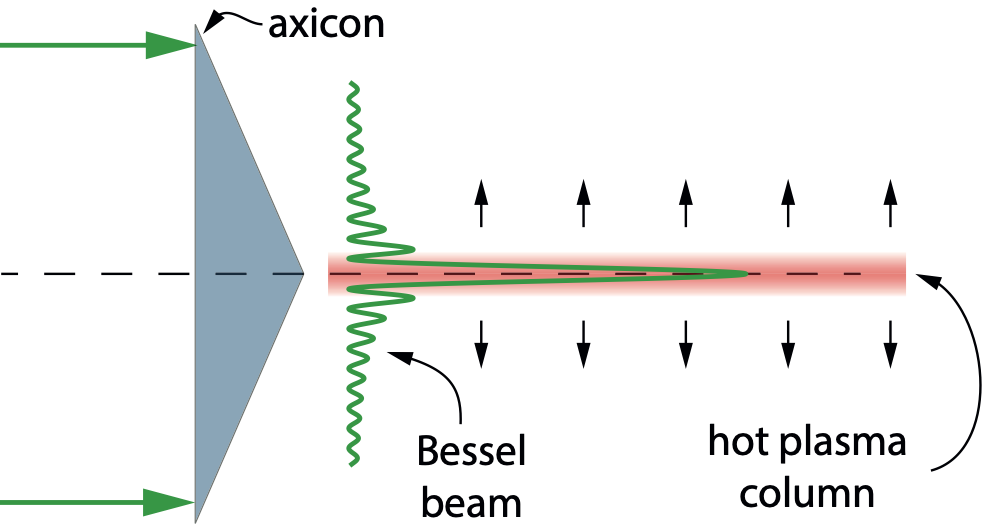 axicon
Bessel
beam
hot plasma
column